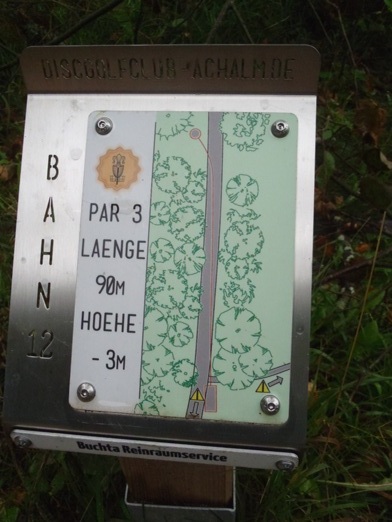 DISCGOLFCLUB-ACHALM.DE
BAHN
12
PAR 3
LAENGE
90M
HOEHE
- 3M
Buchta Reinraumservice